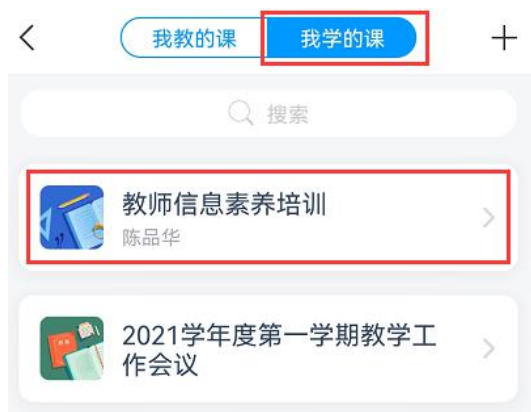 我教的课 我学的课
搜索
教师信息素养培训
陈品华
2021学年度第一学期教学工
作会议